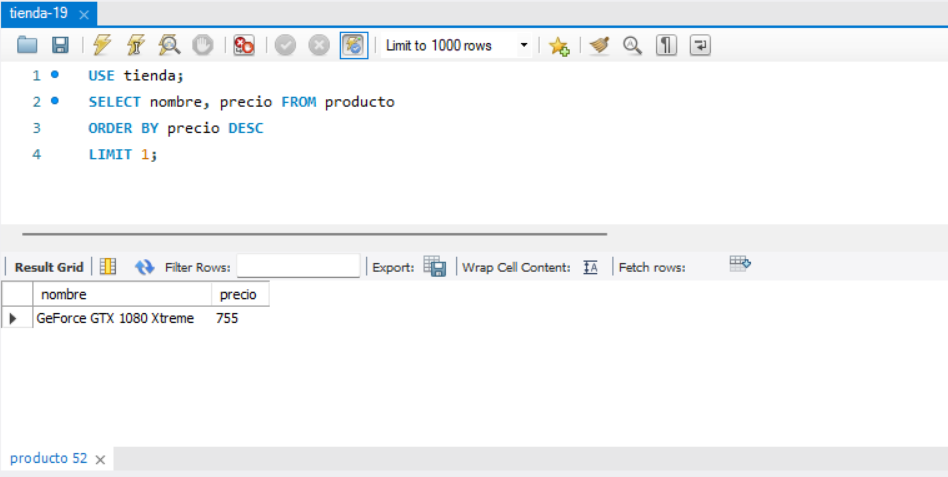 tienda-19
Limit to 1000 rows
1 USE tienda;
2 SELECT nombre, precio FROM producto
3 ORDER BY precio DESC
4 LIMIT 1;
Result Grid Filter Rows: Export: Wrap Cell Content: Fetch rows:
nombre precio
GeForce GTX 1080 Xtreme 755
producto 52